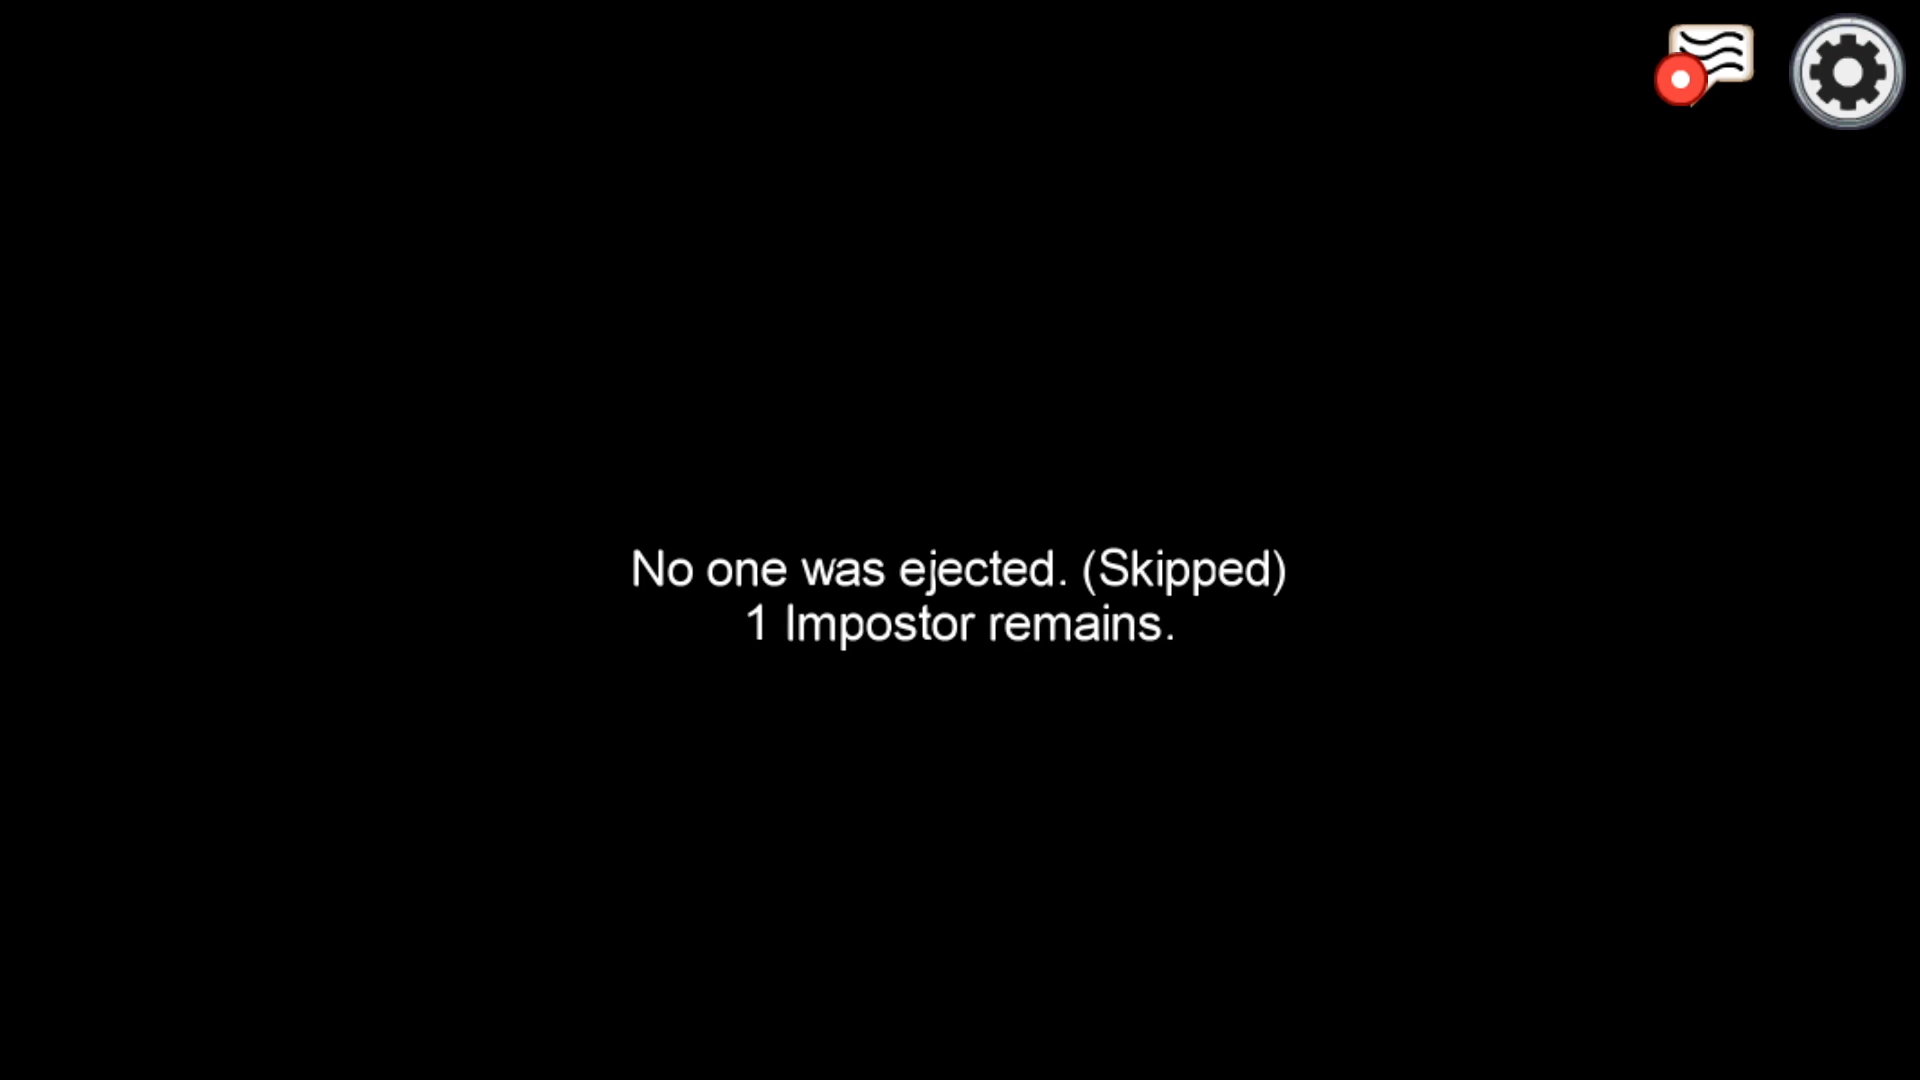 No one was ejected. (Skipped)
1 Impostor remains.